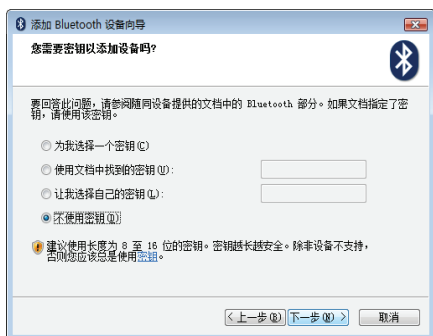 添加 Bluetooth 设备向导
您需要密钥以添加设备吗?
要回答此问题，请参阅随同设备提供的文档中的 Bluetooth 部分。如果文档指定了密
钥，请使用该密钥。
为我选择一个密钥(C)
使用文档中找到的密钥(U):
让我选择自己的密钥(L):
不使用密钥(D)
建议使用长度为 8 至 16 位的密钥。密钥越长越安全。除非设备不支持，
否则您应该总是使用密钥。
< 上一步(B) 下一步(N) > 取消